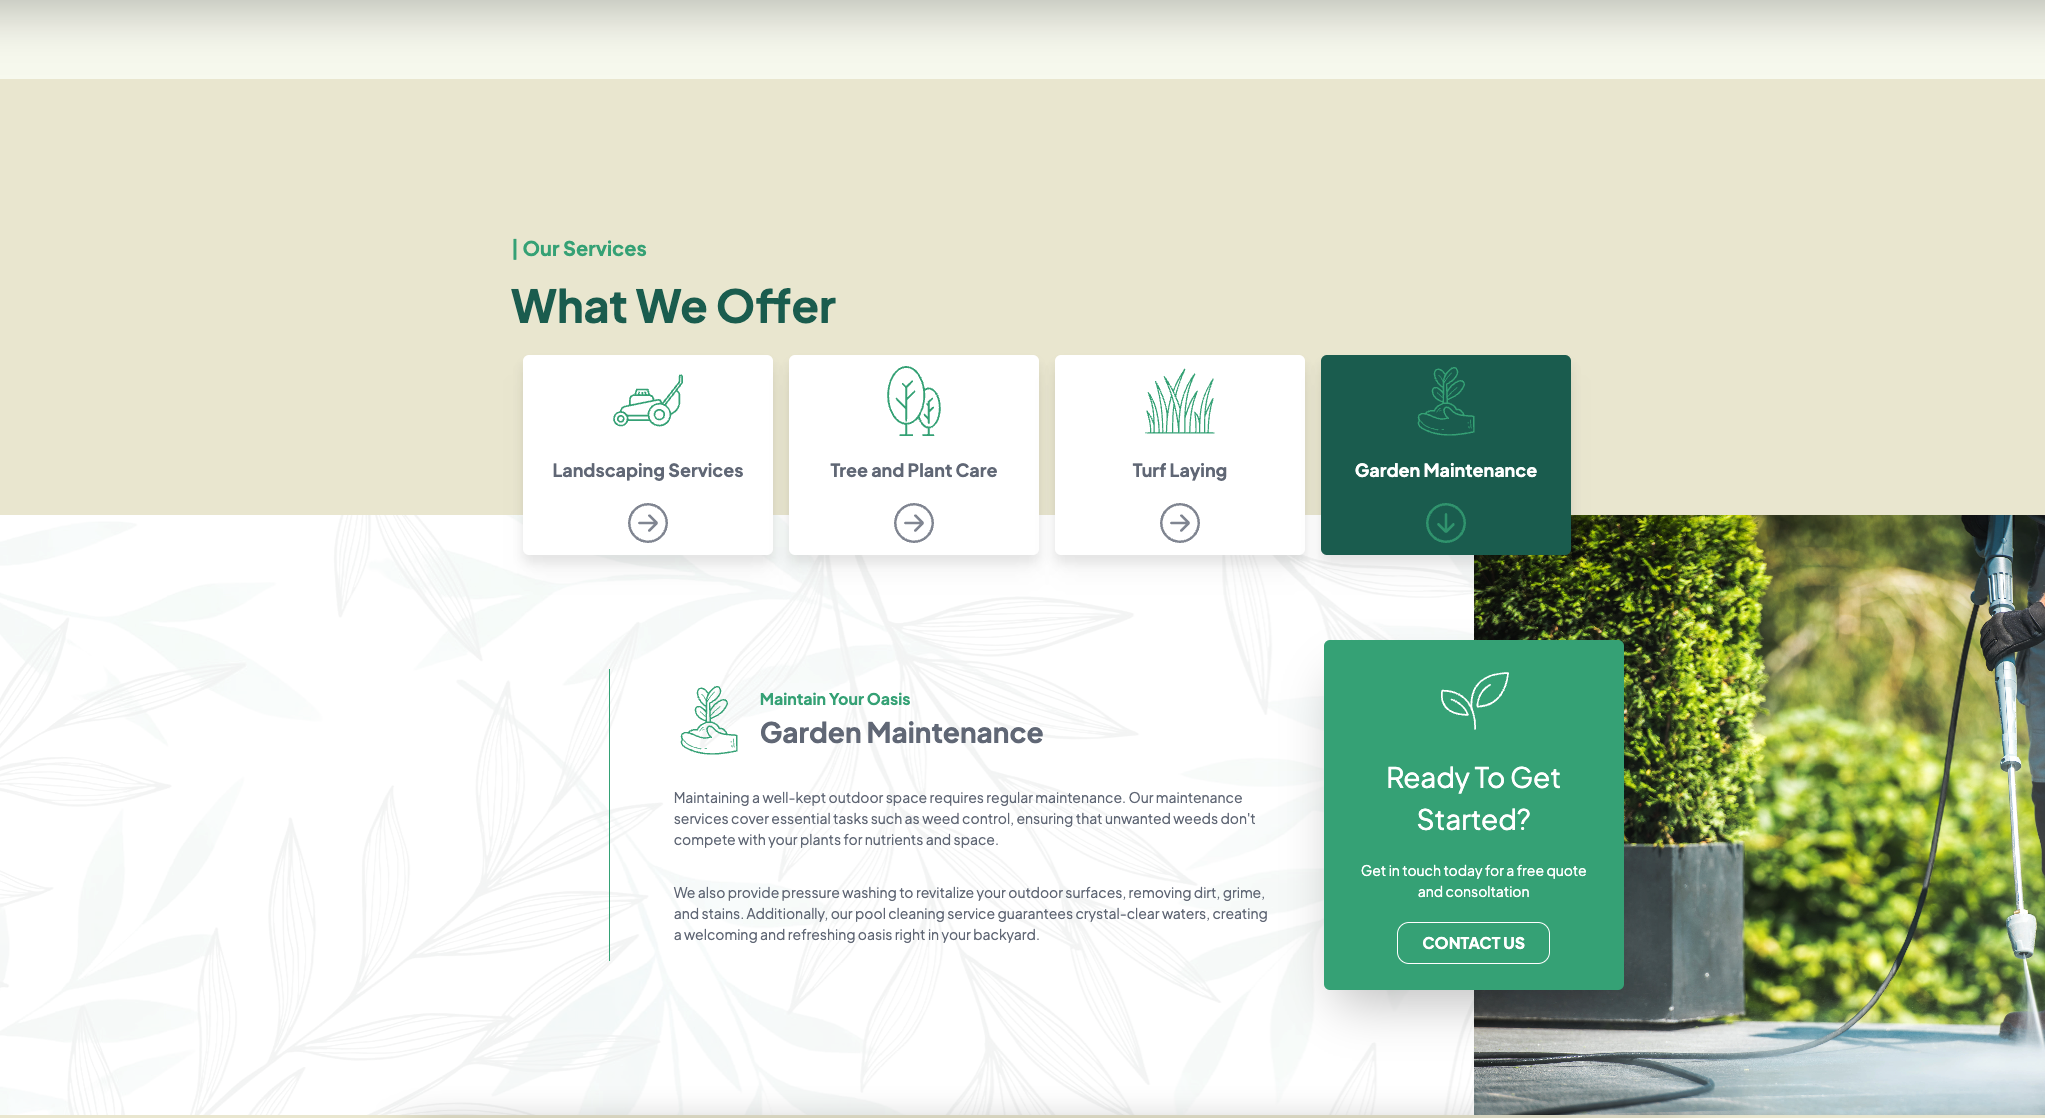 | Our Services
What We Offer
Landscaping Services
Tree and Plant Care
Turf Laying
Garden Maintenance
Maintain Your Oasis
Garden Maintenance
Maintaining a well-kept outdoor space requires regular maintenance. Our maintenance
services cover essential tasks such as weed control, ensuring that unwanted weeds don't
compete with your plants for nutrients and space.
We also provide pressure washing to revitalize your outdoor surfaces, removing dirt, grime,
and stains. Additionally, our pool cleaning service guarantees crystal-clear waters, creating
a welcoming and refreshing oasis right in your backyard.
Ready To Get
Started?
Get in touch today for a free quote
and consoltation
CONTACT US